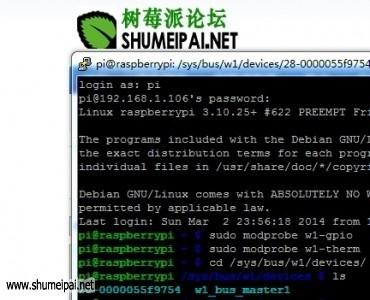 树莓派论坛
SHUMEIPAI.NET
pi@raspberrypi: /sys/bus/w1/devices/28-0000055f9754
login as: pi
pi@192.168.1.106's password:
Linux raspberrypi 3.10.25+ #622 PREEMPT Fri
The programs included with the Debian GNU/
the exact distribution terms for each prog
individual files in /usr/share/doc/*/copyri
Debian GNU/Linux comes with ABSOLUTELY NO W
permitted by applicable law.
Last login: Sun Mar  2 23:56:18 2014 from 1
pi@raspberrypi ~ $ sudo modprobe w1-gpio
pi@raspberrypi ~ $ sudo modprobe w1-therm
pi@raspberrypi ~ $ cd /sys/bus/w1/devices/
pi@raspberrypi /sys/bus/w1/devices $ ls
-0000055f9754  w1_bus_master1
www.shumeipai.net